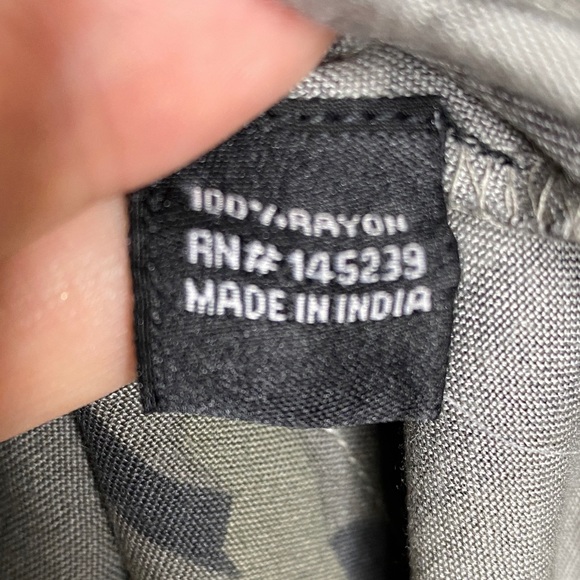 100% RAYON
RN# 145239
MADE IN INDIA